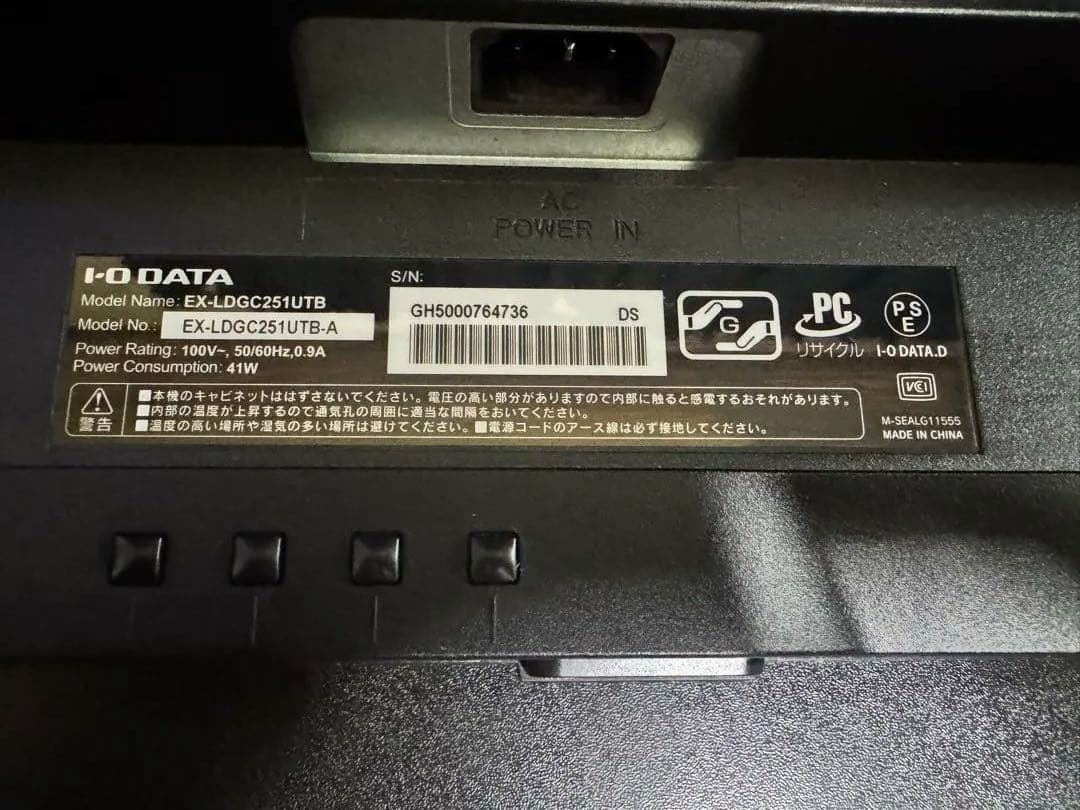 AC
POWER IN
I-O DATA
Model Name: EX-LDGC251UTB
Model No.: EX-LDGC251UTB-A
Power Rating: 100V~, 50/60Hz,0.9A
Power Consumption: 41W
S/N:
GH5000764736 DS
G
PC
リサイクル
PS
E
I-O DATA.D
VCI
警告
■本機のキャビネットははずさないでください。電圧の高い部分がありますので内部に触ると感電するおそれがあります。
■内部の温度が上昇するので通気孔の周囲に適当な間隔をおいてください。
■温度の高い場所や湿気の多い場所は避けてください。■電源コードのアース線は必ず接地してください。
M-SEALG11555
MADE IN CHINA